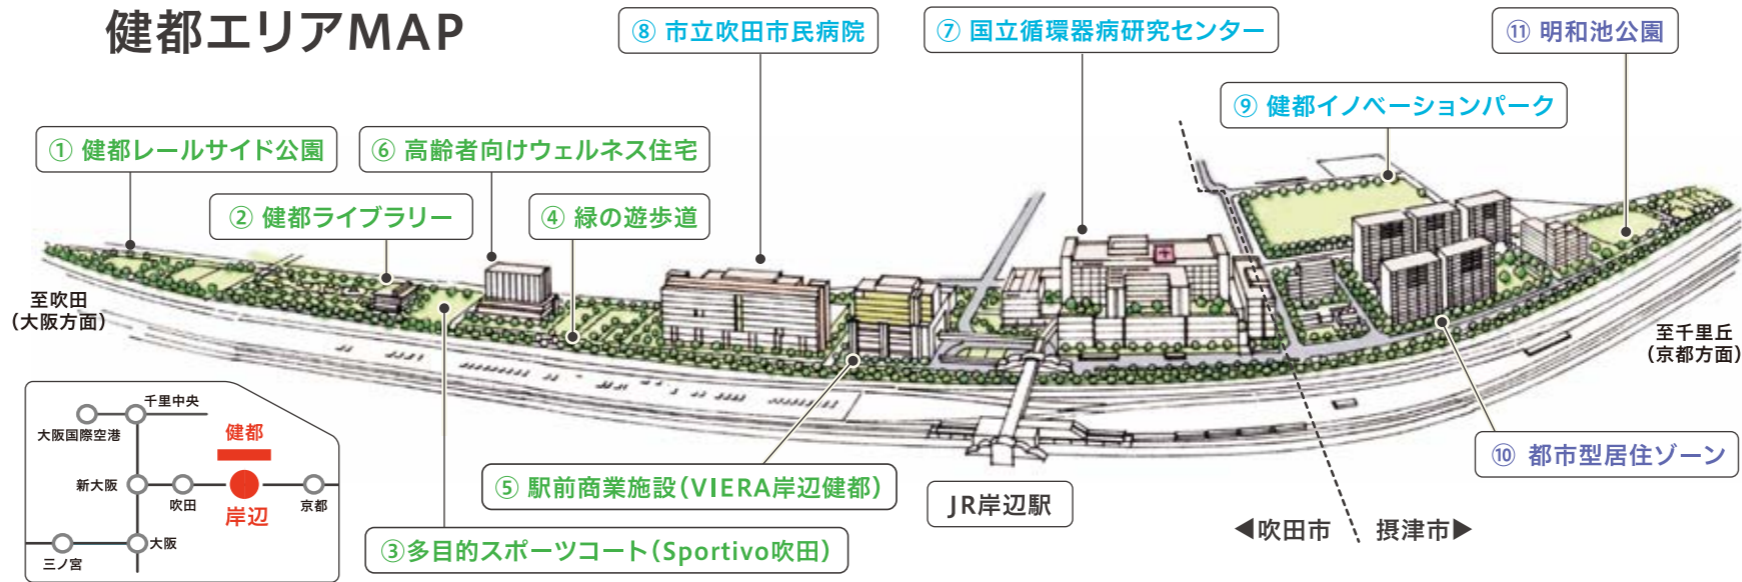 健都エリアMAP
⑧ 市立吹田市民病院
⑦ 国立循環器病研究センター
⑪ 明和池公園
⑨ 健都イノベーションパーク
① 健都レールサイド公園
⑥ 高齢者向けウェルネス住宅
② 健都ライブラリー
④ 緑の遊歩道
至吹田
(大阪方面)
至千里丘
(京都方面)
千里中央
大阪国際空港
健都
新大阪
吹田
岸辺
京都
大阪
三ノ宮
⑤ 駅前商業施設(VIERA岸辺健都)
③多目的スポーツコート(Sportivo吹田)
JR岸辺駅
⑩ 都市型居住ゾーン
◀吹田市
摂津市▶